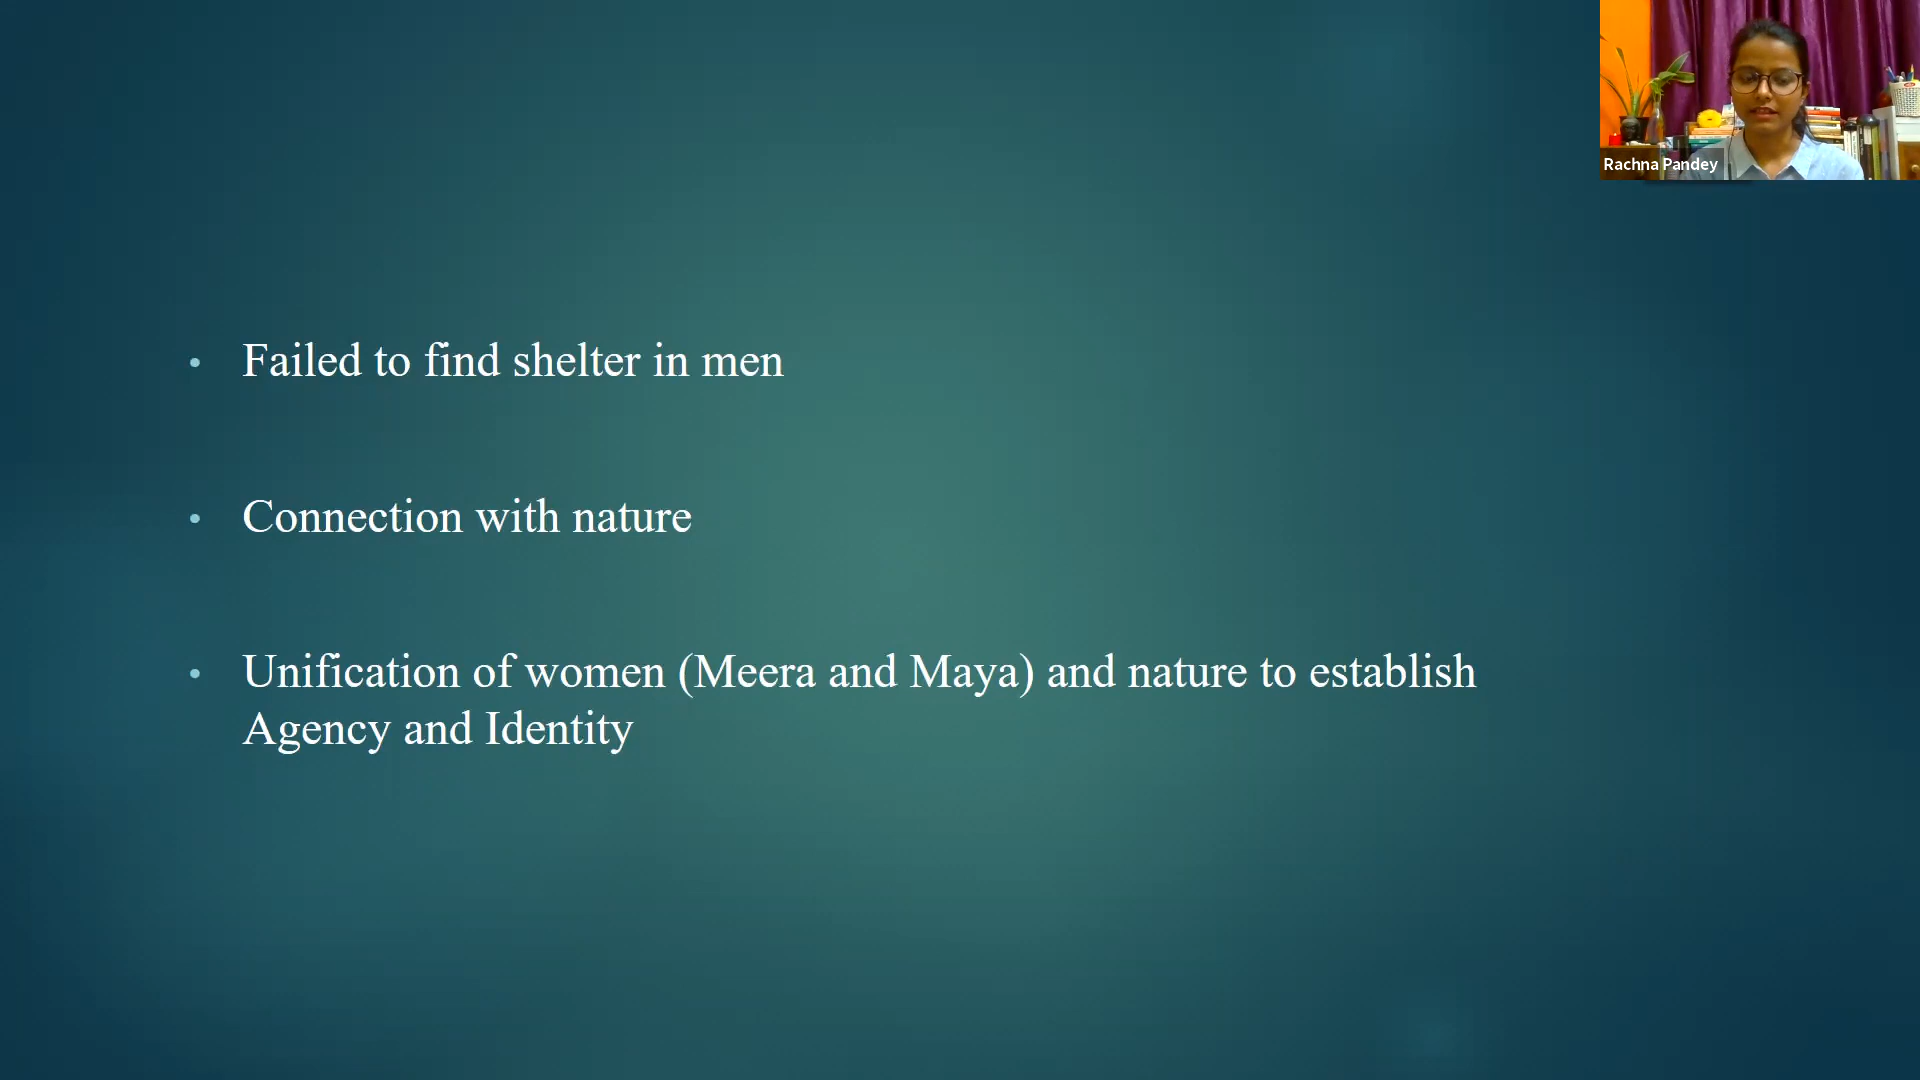 Rachna Pandey
• Failed to find shelter in men
• Connection with nature
• Unification of women (Meera and Maya) and nature to establish
Agency and Identity